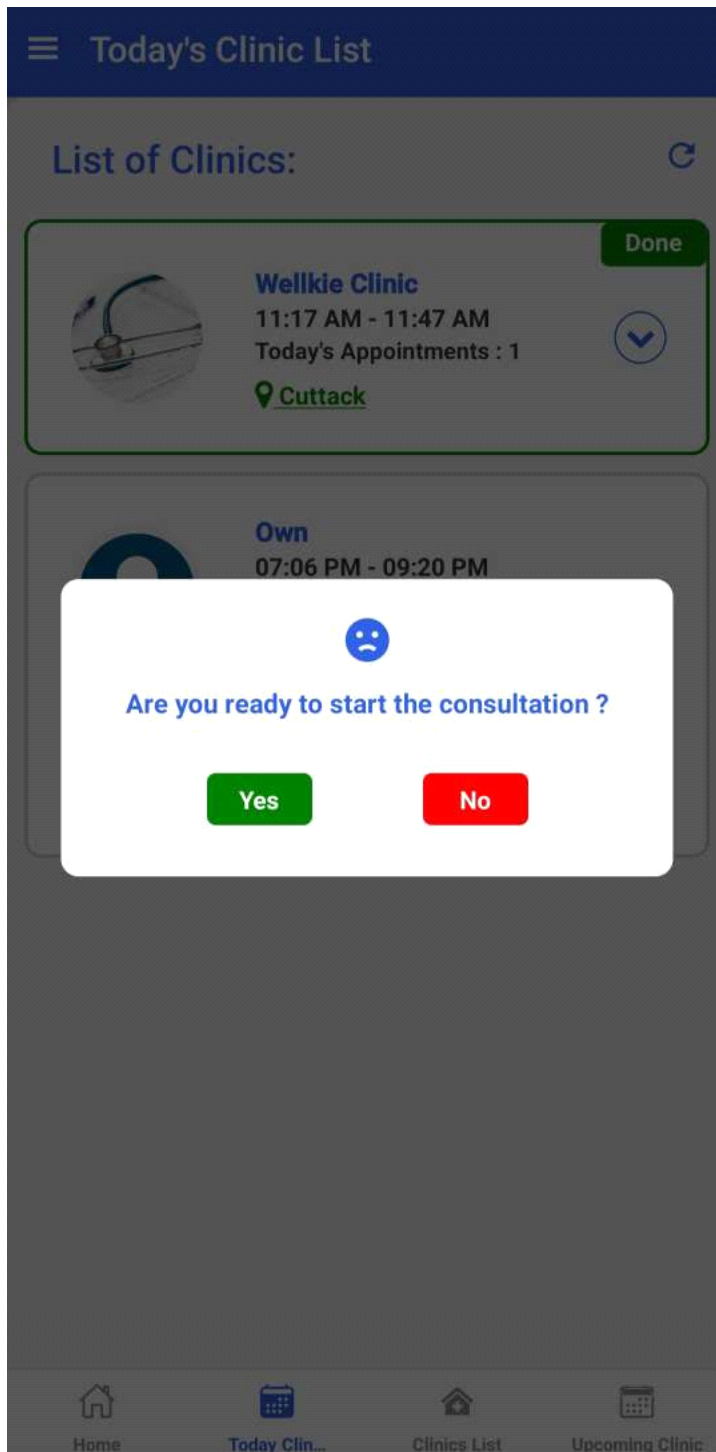 Today's Clinic List
List of Clinics:
Done
Wellkie Clinic
11:17 AM - 11:47 AM
Today's Appointments : 1
Cuttack
Own
07:06 PM - 09:20 PM
Are you ready to start the consultation ?
Yes
No
Home
Today Clin...
Clinics List
Upcoming Clinic